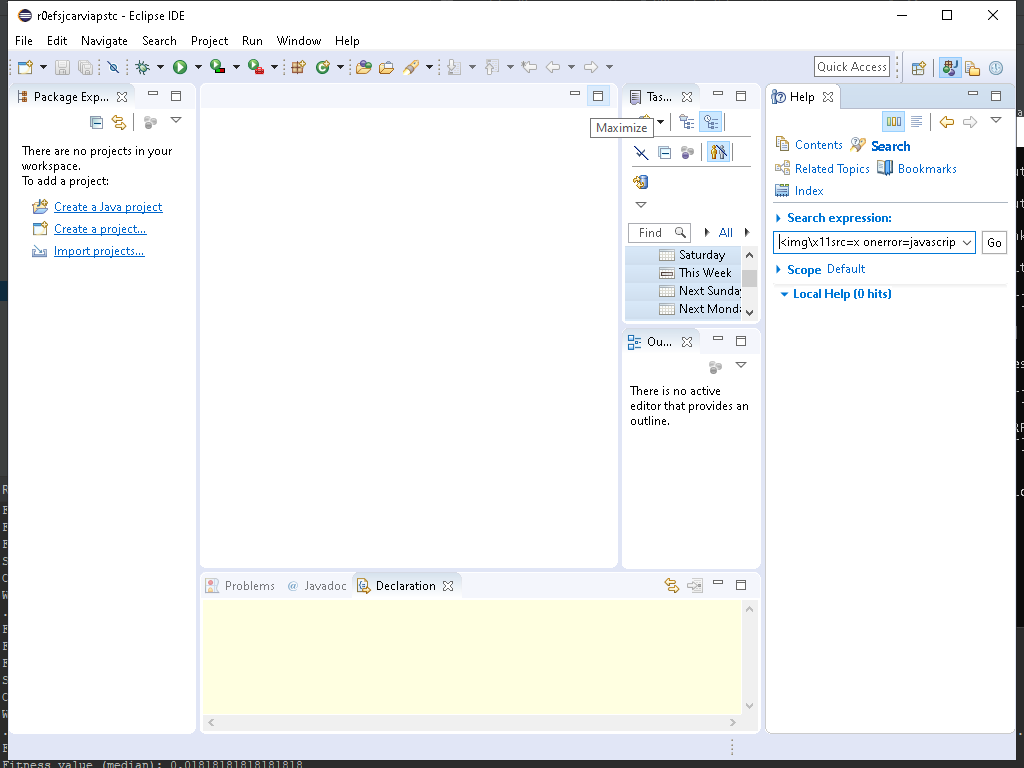 r0efsjcarviapstc - Eclipse IDE
File Edit Navigate Search Project Run Window Help
Quick Access
Package Exp...
Tas...
Help
Maximize
There are no projects in your
workspace.
To add a project:
Create a Java project
Create a project...
Import projects...
Find
All
Saturday
This Week
Next Sunday
Next Monda
Ou...
There is no active
editor that provides an
outline.
Contents Search
Related Topics Bookmarks
Index
Search expression:
<img\x11src=x onerror=javascrip
Go
Scope Default
Local Help (0 hits)
Problems @ Javadoc Declaration
Fitness value (median): 0.01818181818181818